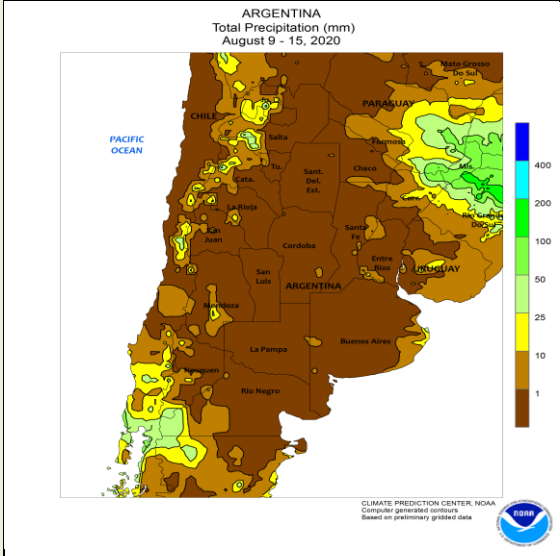 ARGENTINA
Total Precipitation (mm)
August 9 - 15, 2020
Mato Grosso
Do Sul
PARAGUAY
CHILE
PACIFIC
OCEAN
Salta
Formosa
Tu.
Chaco
Mis.
Sant.
Del.
Est.
Cata.
Corr.
La Rioja
Rio Grande
Do Sul
San
Juan
Santa
Fe
Cordoba
Entre
Rios
URUGUAY
San
Luis
ARGENTINA
Mendoza
Buenos Aires
La Pampa
Neuquen
Rio Negro
400
200
100
50
25
10
1
CLIMATE PREDICTION CENTER, NOAA
Computer generated contours
Based on preliminary gridded data
NOAA